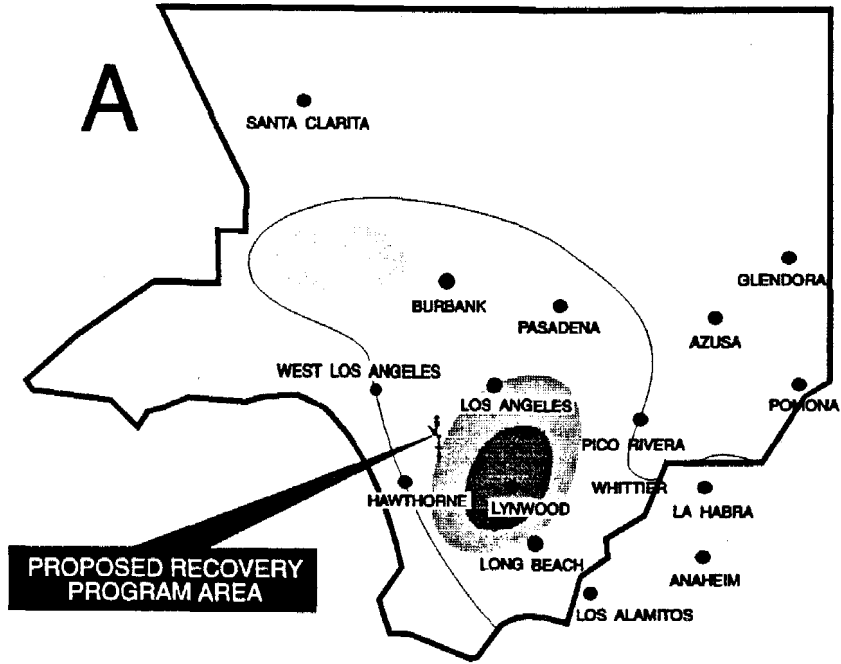 A
SANTA CLARITA
GLENDORA
BURBANK
PASADENA
AZUSA
WEST LOS ANGELES
LOS ANGELES
POMONA
PICO RIVERA
WHITTIER
HAWTHORNE
LYNWOOD
LA HABRA
LONG BEACH
ANAHEIM
LOS ALAMITOS
PROPOSED RECOVERY
PROGRAM AREA